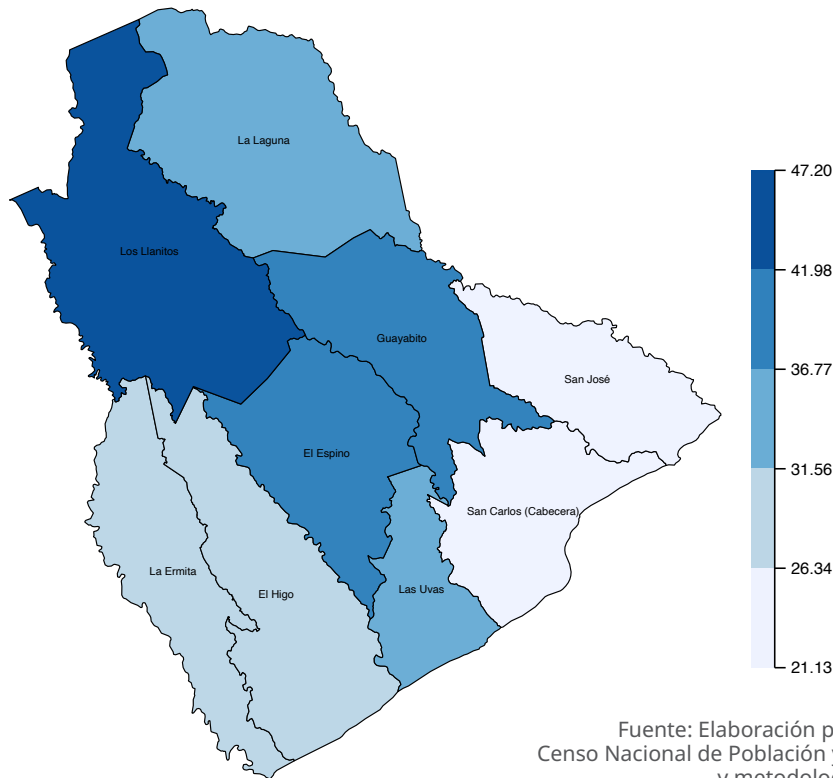 La Laguna
Los Llanitos
Guayabito
San José
El Espino
San Carlos (Cabecera)
La Ermita
El Higo
Las Uvas
47.20
41.98
36.77
31.56
26.34
21.13
Fuente: Elaboración p
Censo Nacional de Población y
y metodolo